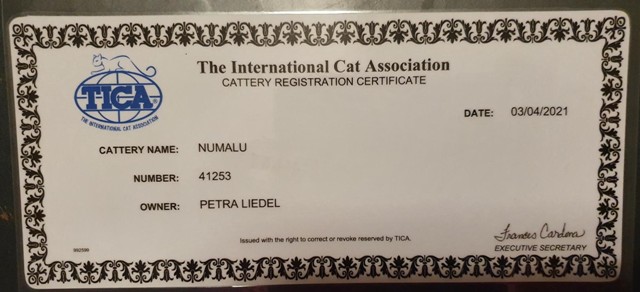 The International Cat Association
CATTERY REGISTRATION CERTIFICATE
TICA®
THE INTERNATIONAL CAT ASSOCIATION
DATE: 03/04/2021
CATTERY NAME: NUMALU
NUMBER: 41253
OWNER: PETRA LIEDEL
Frances Cardona
Issued with the right to correct or revoke reserved by TICA.
EXECUTIVE SECRETARY